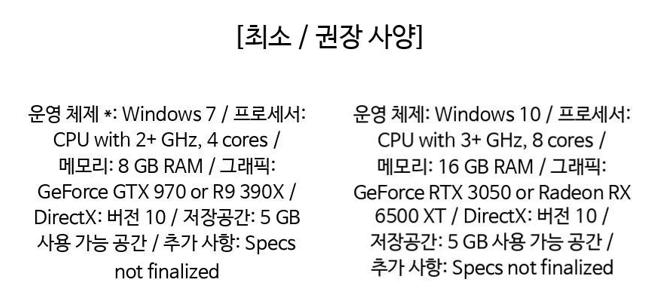 [최소 / 권장 사양]
운영 체제 *: Windows 7 / 프로세서:
CPU with 2+ GHz, 4 cores /
메모리: 8 GB RAM / 그래픽:
GeForce GTX 970 or R9 390X /
DirectX: 버전 10 / 저장공간: 5 GB
사용 가능 공간 / 추가 사항: Specs
not finalized
운영 체제: Windows 10 / 프로세서:
CPU with 3+ GHz, 8 cores /
메모리: 16 GB RAM / 그래픽:
GeForce RTX 3050 or Radeon RX
6500 XT / DirectX: 버전 10 /
저장공간: 5 GB 사용 가능 공간 /
추가 사항: Specs not finalized